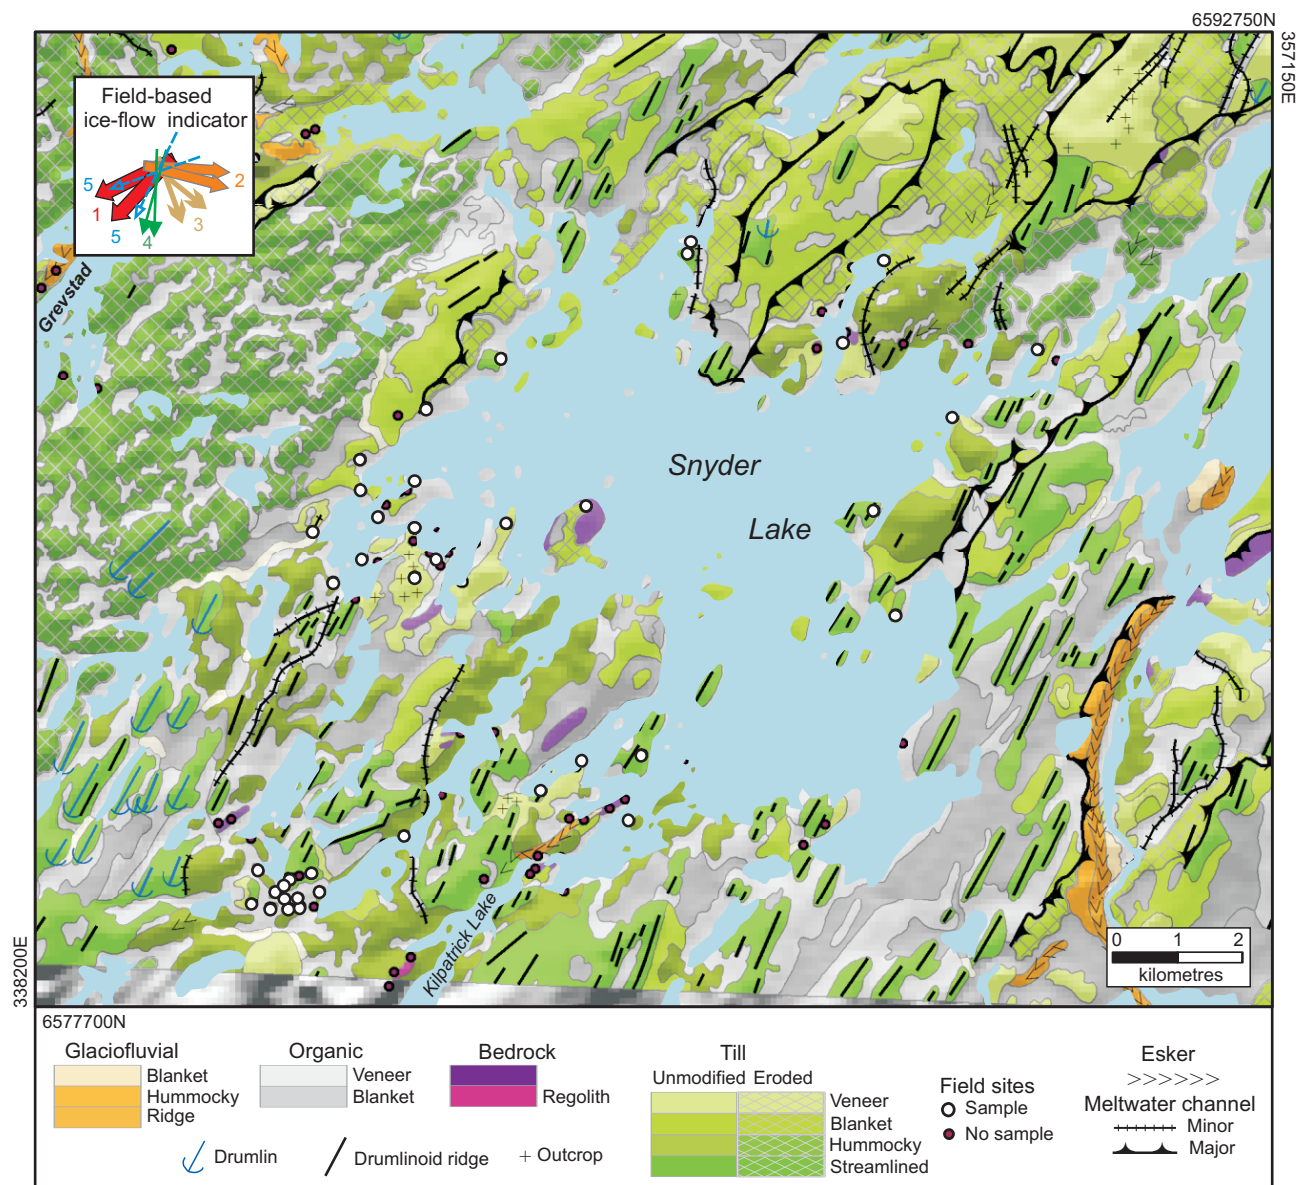 6592750N
357150E
Field-based
ice-flow indicator
5
1
5
4
3
2
Grevstad
Snyder
Lake
Kilpatrick Lake
0 1 2
kilometres
338200E
6577700N
Glaciofluvial
Blanket
Hummocky
Ridge
Organic
Veneer
Blanket
Bedrock
Regolith
Till
Unmodified Eroded
Veneer
Blanket
Hummocky
Streamlined
Field sites
Sample
No sample
Esker
Meltwater channel
Minor
Major
Drumlin
Drumlinoid ridge
Outcrop